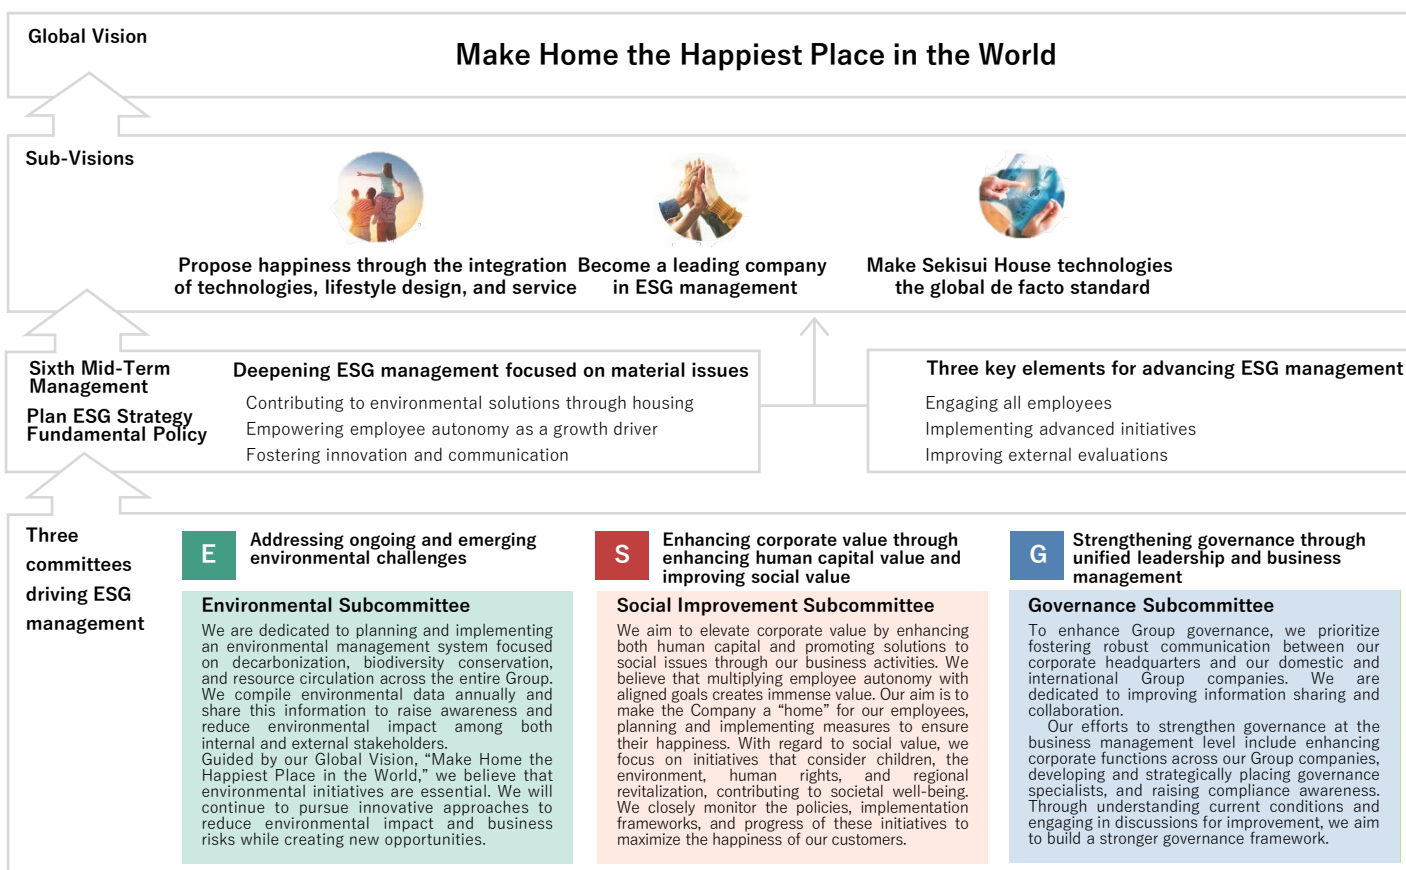 Global Vision
Make Home the Happiest Place in the World
Sub-Visions
Propose happiness through the integration
of technologies, lifestyle design, and service
Become a leading company
in ESG management
Make Sekisui House technologies
the global de facto standard
Sixth Mid-Term
Management
Plan ESG Strategy
Fundamental Policy
Deepening ESG management focused on material issues
Contributing to environmental solutions through housing
Empowering employee autonomy as a growth driver
Fostering innovation and communication
Three key elements for advancing ESG management
Engaging all employees
Implementing advanced initiatives
Improving external evaluations
Three
committees
driving ESG
management
E
Addressing ongoing and emerging
environmental challenges
Environmental Subcommittee
We are dedicated to planning and implementing
an environmental management system focused
on decarbonization, biodiversity conservation,
and resource circulation across the entire Group.
We compile environmental data annually and
share this information to raise awareness and
reduce environmental impact among both
internal and external stakeholders.
Guided by our Global Vision, “Make Home the
Happiest Place in the World,” we believe that
environmental initiatives are essential. We will
continue to pursue innovative approaches to
reduce environmental impact and business
risks while creating new opportunities.
S
Enhancing corporate value through
enhancing human capital value and
improving social value
Social Improvement Subcommittee
We aim to elevate corporate value by enhancing
both human capital and promoting solutions to
social issues through our business activities. We
believe that multiplying employee autonomy with
aligned goals creates immense value. Our aim is to
make the Company a “home” for our employees,
planning and implementing measures to ensure
their happiness. With regard to social value, we
focus on initiatives that consider children, the
environment, human rights, and regional
revitalization, contributing to societal well-being.
We closely monitor the policies, implementation
frameworks, and progress of these initiatives to
maximize the happiness of our customers.
G
Strengthening governance through
unified leadership and business
management
Governance Subcommittee
To enhance Group governance, we prioritize
fostering robust communication between our
corporate headquarters and our domestic and
international Group companies. We are
dedicated to improving information sharing and
collaboration.
Our efforts to strengthen governance at the
business management level include enhancing
corporate functions across our Group companies,
developing and strategically placing governance
specialists, and raising compliance awareness.
Through understanding current conditions and
engaging in discussions for improvement, we aim
to build a stronger governance framework.